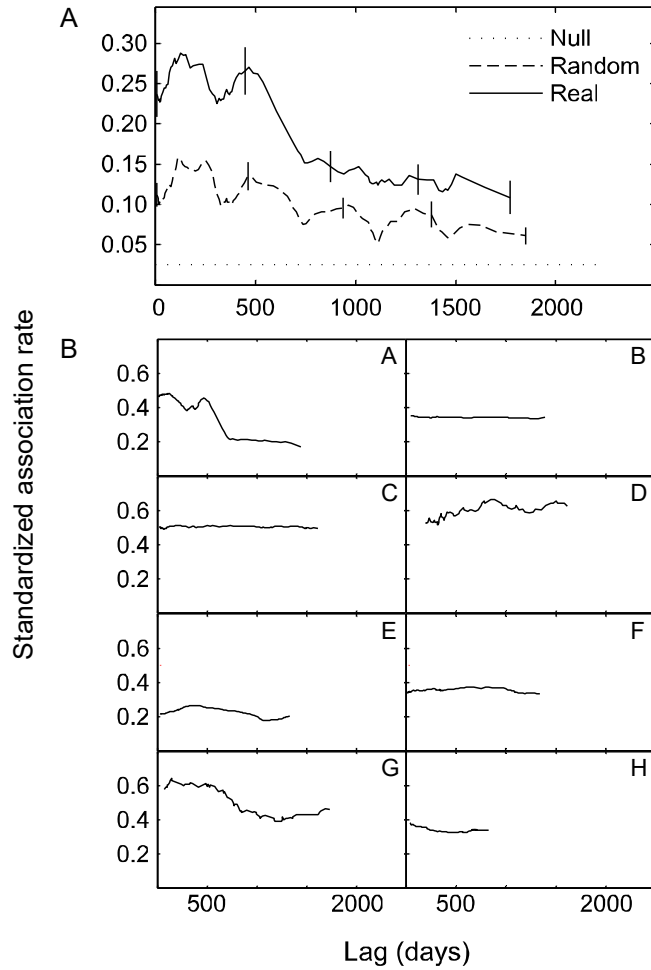 A
0.30
0.25
0.20
0.15
0.10
0.05
Null
Random
Real
0 500 1000 1500 2000
Standardized association rate
B
A B
0.6
0.4
0.2
C D
0.6
0.4
0.2
E F
0.6
0.4
0.2
G H
0.6
0.4
0.2
500 2000 500 2000
Lag (days)